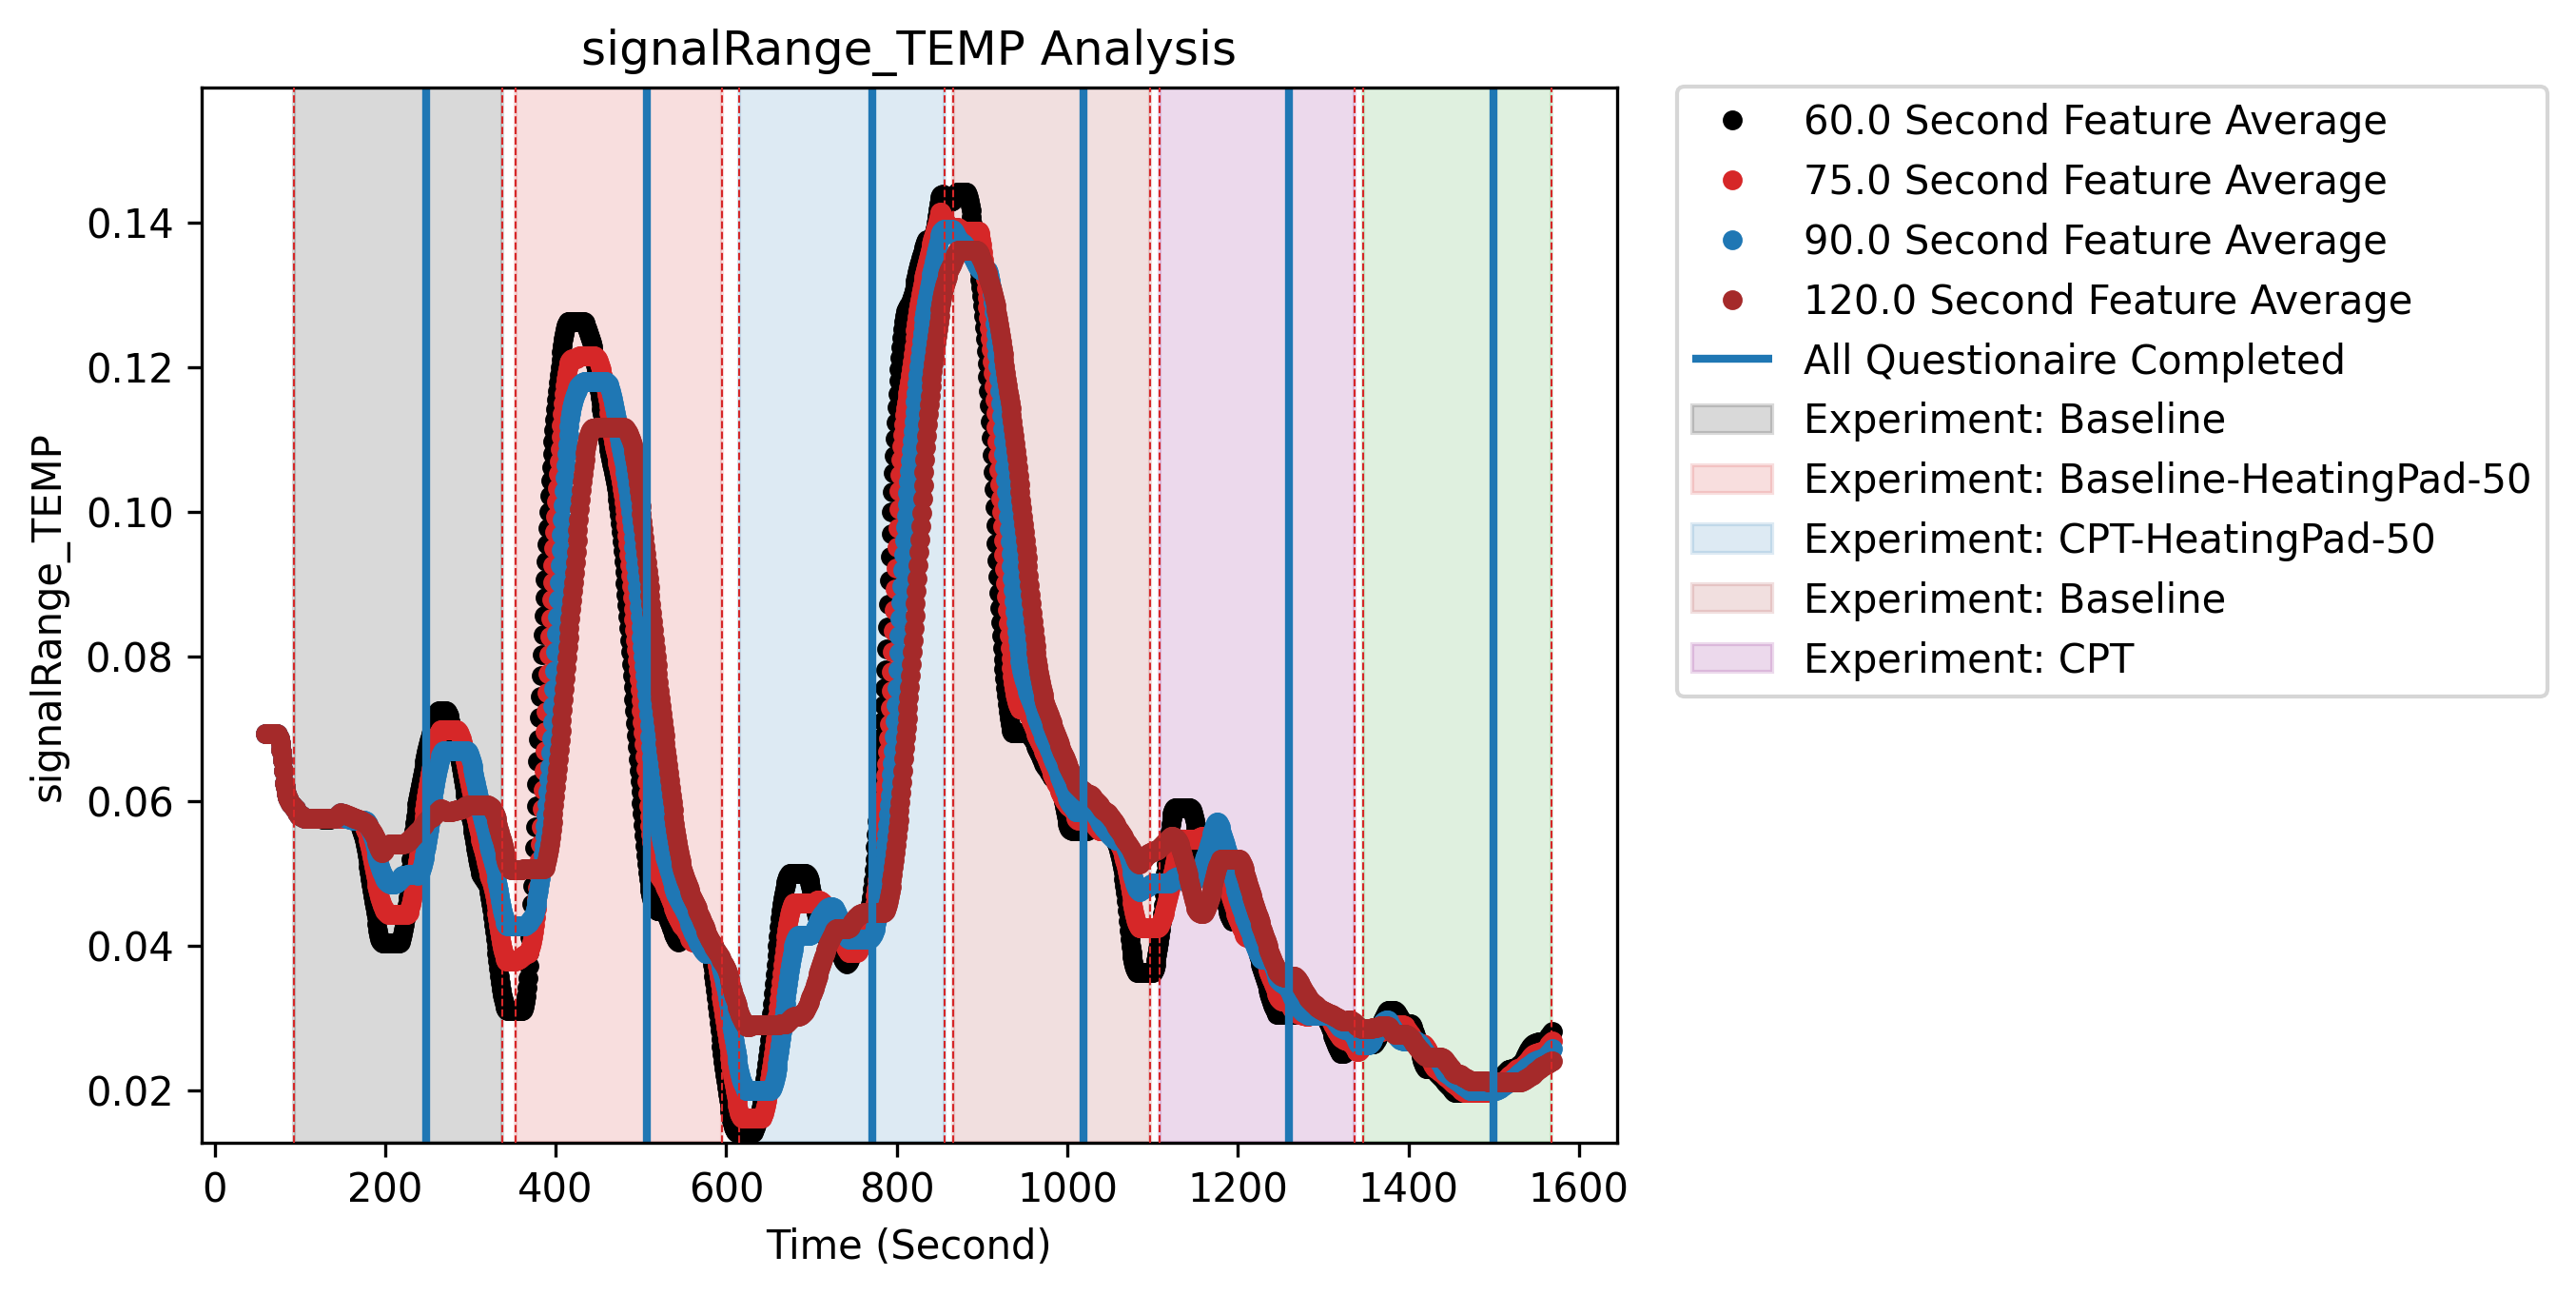 signalRange_TEMP Analysis
signalRange_TEMP
0.14
0.12
0.10
0.08
0.06
0.04
0.02
0 200 400 600 800 1000 1200 1400 1600
Time (Second)
60.0 Second Feature Average
75.0 Second Feature Average
90.0 Second Feature Average
120.0 Second Feature Average
All Questionaire Completed
Experiment: Baseline
Experiment: Baseline-HeatingPad-50
Experiment: CPT-HeatingPad-50
Experiment: Baseline
Experiment: CPT